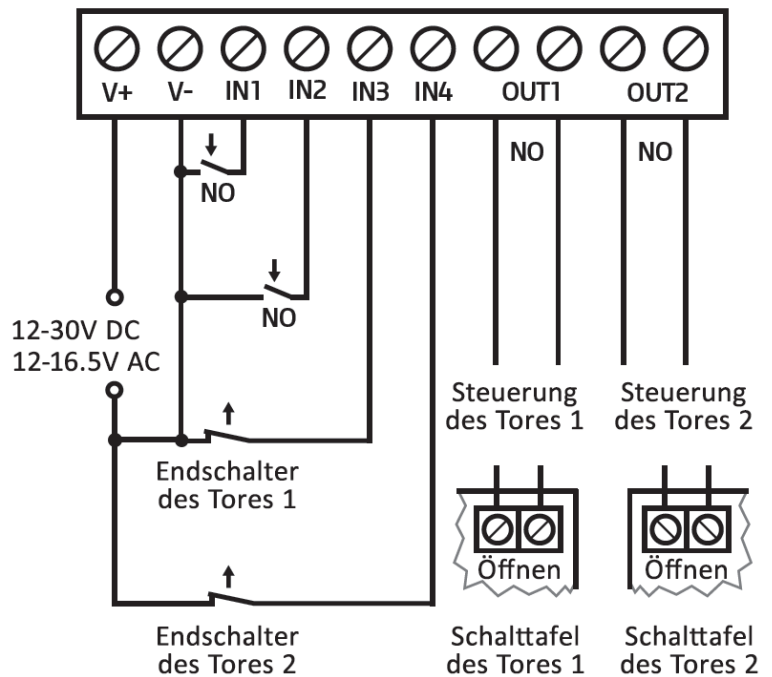 V+ V- IN1 IN2 IN3 IN4 OUT1 OUT2
NO
NO
NO
NO
12-30V DC
12-16.5V AC
Steuerung
des Tores 1
Steuerung
des Tores 2
Endschalter
des Tores 1
Öffnen
Öffnen
Endschalter
des Tores 2
Schalttafel
des Tores 1
Schalttafel
des Tores 2